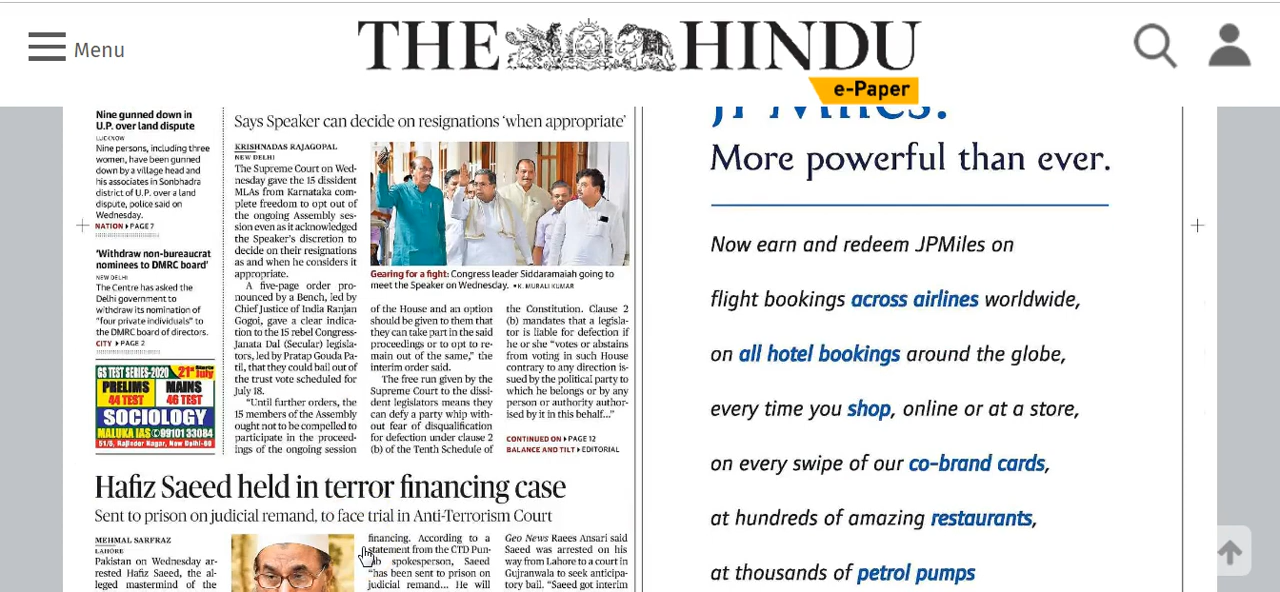 Menu
THE HINDU
e-Paper
Nine gunned down in
U.P. over land dispute
LUCKNOW
Nine persons, including three
women, have been gunned
down by a village head and
his associates in Sonbhadra
district of U.P. over a land
dispute, police said on
Wednesday.
NATION PAGE 7
'Withdraw non-bureaucrat
nominees to DMRC board'
NEW DELHI
The Centre has asked the
Delhi government to
withdraw its nomination of
"four private individuals" to
the DMRC board of directors.
CITY PAGE 2
GS TEST SERIES-2020 21st July
PRELIMS MAINS
44 TEST 46 TEST
SOCIOLOGY
MALUKA IAS 99101 33084
51/5, Rajinder Nagar, New Delhi-60
Says Speaker can decide on resignations 'when appropriate'
KRISHNADAS RAJAGOPAL
NEW DELHI
The Supreme Court on Wed-
nesday gave the 15 dissident
MLAs from Karnataka com-
plete freedom to opt out of
the ongoing Assembly ses-
sion even as it acknowledged
the Speaker's discretion to
decide on their resignations
as and when he considers it
appropriate.
A five-page order pro-
nounced by a Bench, led by
Chief Justice of India Ranjan
Gogoi, gave a clear indica-
tion to the 15 rebel Congress-
Janata Dal (Secular) legisla-
tors, led by Pratap Gouda Pa-
til, that they could bail out of
the trust vote scheduled for
July 18.
"Until further orders, the
15 members of the Assembly
ought not to be compelled to
participate in the proceed-
ings of the ongoing session
Gearing for a fight: Congress leader Siddaramaiah going to
meet the Speaker on Wednesday. K. MURALI KUMAR
of the House and an option
should be given to them that
they can take part in the said
proceedings or to opt to re-
main out of the same," the
interim order said.
The free run given by the
Supreme Court to the dissi-
dent legislators means they
can defy a party whip with-
out fear of disqualification
for defection under clause 2
(b) of the Tenth Schedule of
the Constitution. Clause 2
(b) mandates that a legisla-
tor is liable for defection if
he or she "votes or abstains
from voting in such House
contrary to any direction is-
sued by the political party to
which he belongs or by any
person or authority author-
ised by it in this behalf..."
CONTINUED ON PAGE 12
BALANCE AND TILT EDITORIAL
Hafiz Saeed held in terror financing case
Sent to prison on judicial remand, to face trial in Anti-Terrorism Court
MEHMAL SARFRAZ
LAHORE
Pakistan on Wednesday ar-
rested Hafiz Saeed, the al-
leged mastermind of the
financing. According to a
statement from the CTD Pun-
jab spokesperson, Saeed
"has been sent to prison on
judicial remand... He will
Geo News Raees Ansari said
Saeed was arrested on his
way from Lahore to a court in
Gujranwala to seek anticipa-
tory bail. "Saeed got interim
JPMiles.
More powerful than ever.
Now earn and redeem JPMiles on
flight bookings across airlines worldwide,
on all hotel bookings around the globe,
every time you shop, online or at a store,
on every swipe of our co-brand cards,
at hundreds of amazing restaurants,
at thousands of petrol pumps